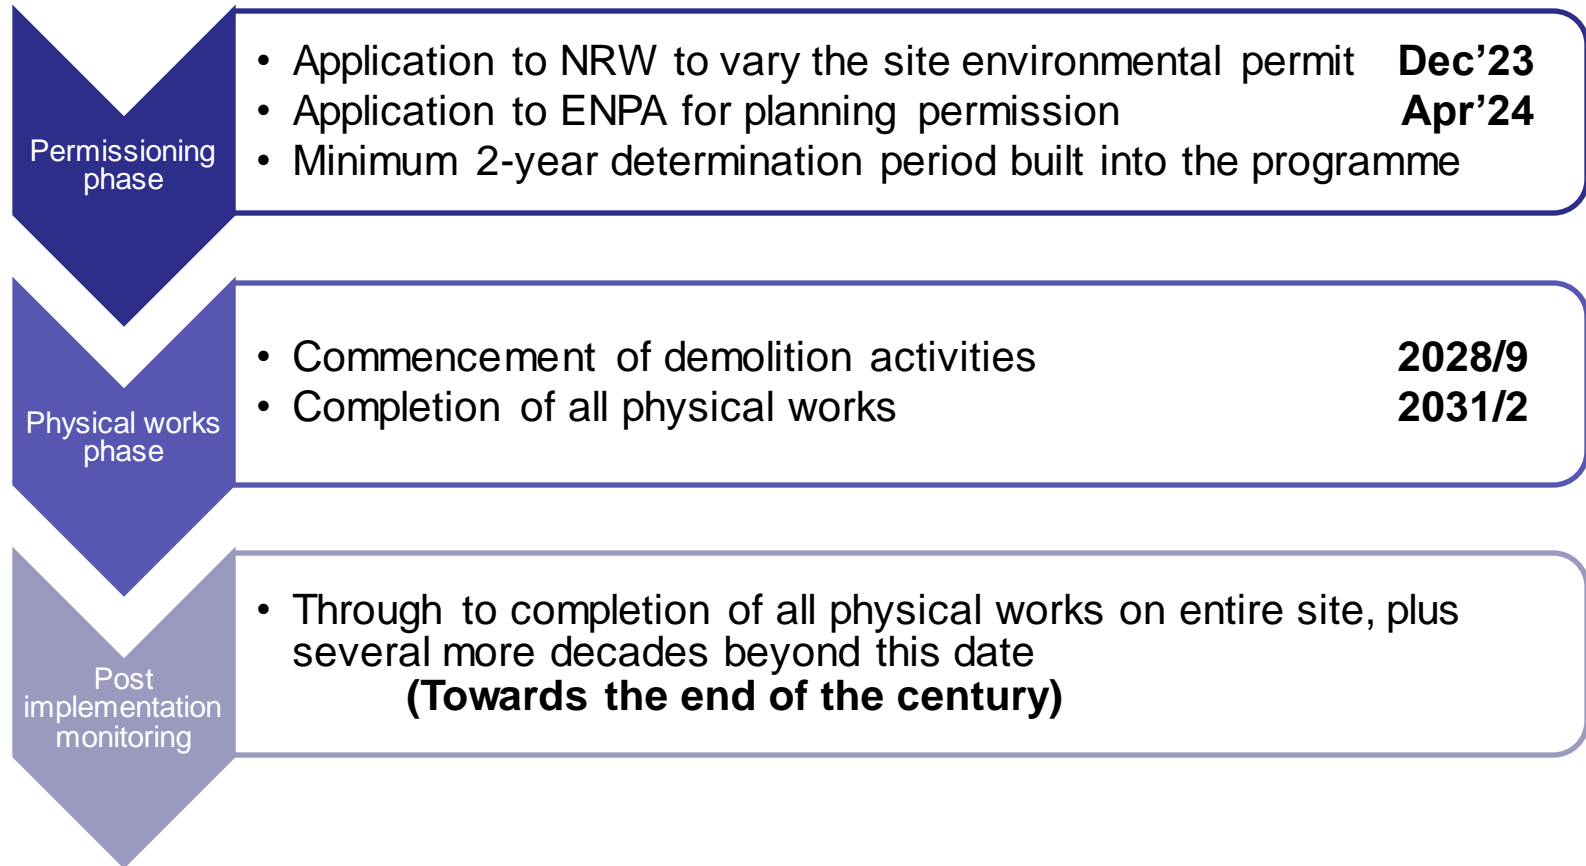 Permissioning
phase
• Application to NRW to vary the site environmental permit Dec’23
• Application to ENPA for planning permission Apr’24
• Minimum 2-year determination period built into the programme
Physical works
phase
• Commencement of demolition activities 2028/9
• Completion of all physical works 2031/2
Post
implementation
monitoring
• Through to completion of all physical works on entire site, plus
several more decades beyond this date
(Towards the end of the century)